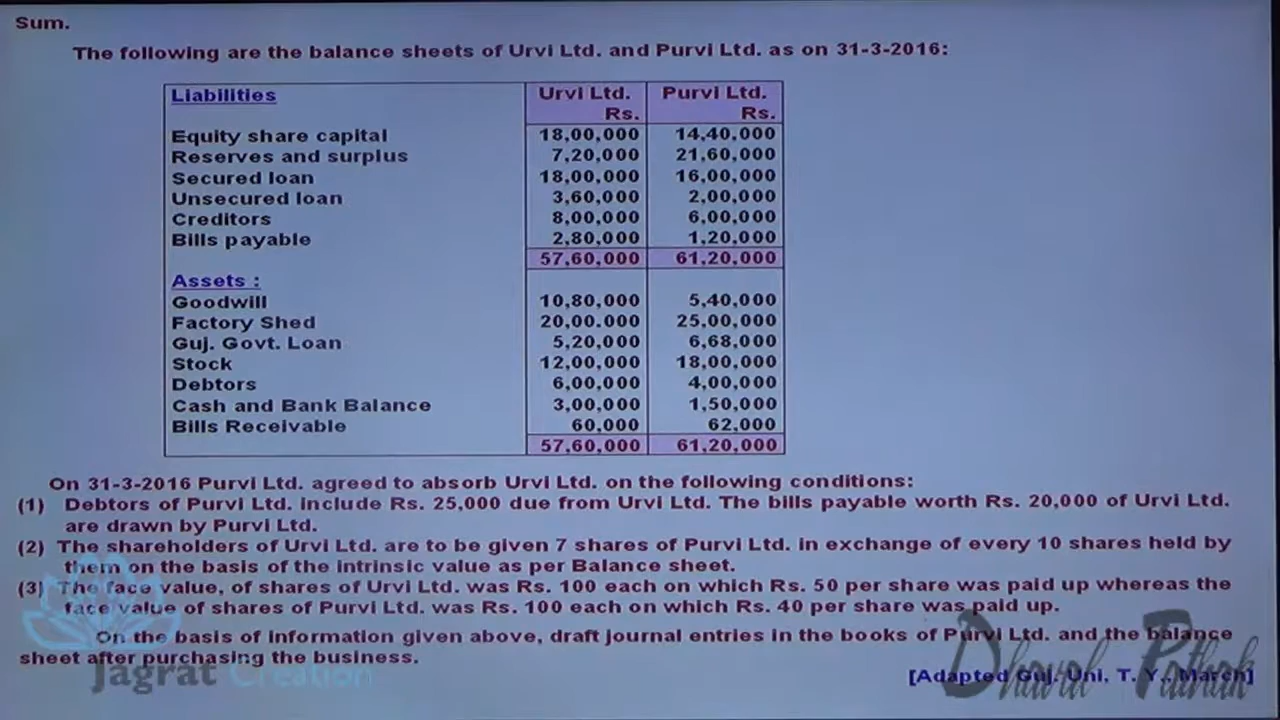 Sum.
The following are the balance sheets of Urvi Ltd. and Purvi Ltd. as on 31-3-2016:
Liabilities Urvi Ltd. Purvi Ltd.
Rs. Rs.
Equity share capital 18,00,000 14,40,000
Reserves and surplus 7,20,000 21,60,000
Secured loan 18,00,000 16,00,000
Unsecured loan 3,60,000 2,00,000
Creditors 8,00,000 6,00,000
Bills payable 2,80,000 1,20,000
57,60,000 61,20,000
Assets :
Goodwill 10,80,000 5,40,000
Factory Shed 20,00.000 25,00,000
Guj. Govt. Loan 5,20,000 6,68,000
Stock 12,00,000 18,00,000
Debtors 6,00,000 4,00,000
Cash and Bank Balance 3,00,000 1,50,000
Bills Receivable 60,000 62,000
57,60,000 61,20,000
On 31-3-2016 Purvi Ltd. agreed to absorb Urvi Ltd. on the following conditions:
(1) Debtors of Purvi Ltd. include Rs. 25,000 due from Urvi Ltd. The bills payable worth Rs. 20,000 of Urvi Ltd.
are drawn by Purvi Ltd.
(2) The shareholders of Urvi Ltd. are to be given 7 shares of Purvi Ltd. in exchange of every 10 shares held by
them on the basis of the intrinsic value as per Balance sheet.
(3) The face value, of shares of Urvi Ltd. was Rs. 100 each on which Rs. 50 per share was paid up whereas the
face value of shares of Purvi Ltd. was Rs. 100 each on which Rs. 40 per share was paid up.
On the basis of information given above, draft journal entries in the books of Purvi Ltd. and the balance
sheet after purchasing the business.
[Adapted Guj. Uni, T. Y., March]
Jagrat Creation
Dhaval Pathak